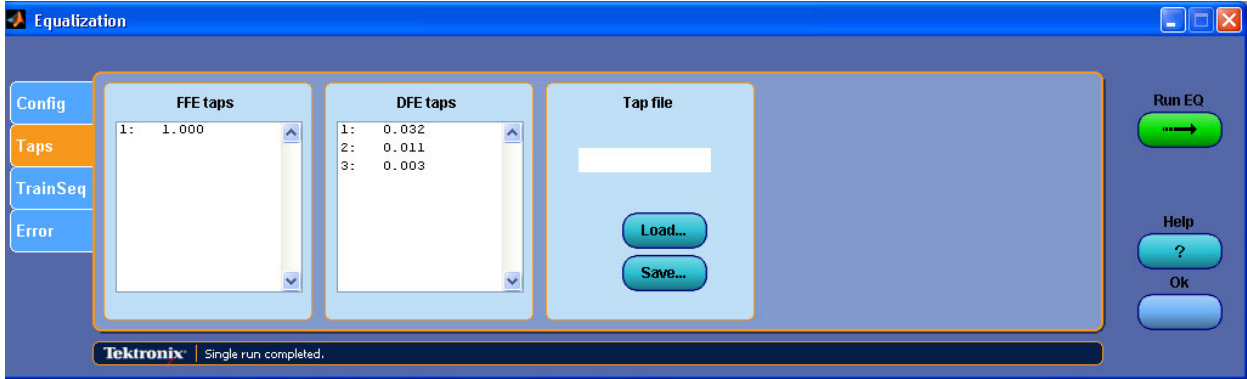 Equalization
Config
Taps
TrainSeq
Error
FFE taps
1: 1.000
DFE taps
1: 0.032
2: 0.011
3: 0.003
Tap file
Load...
Save...
Run EQ
Help
?
Ok
Tektronix Single run completed.